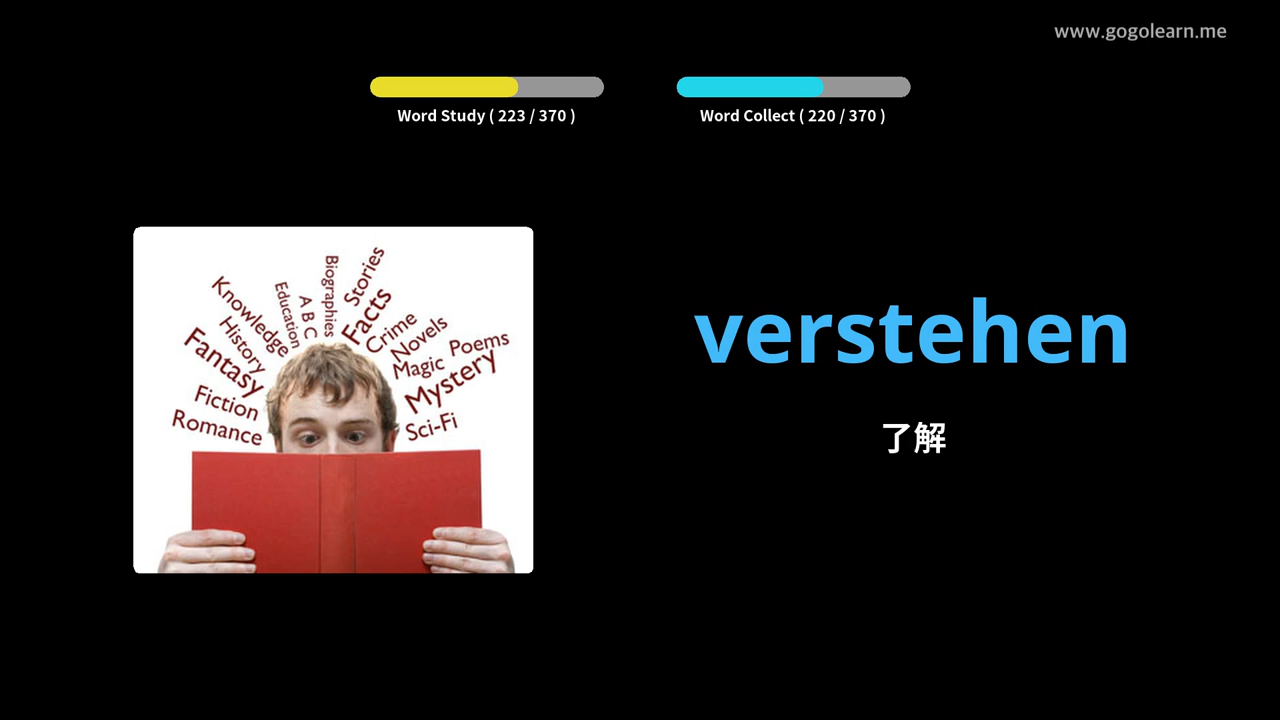 www.gogolearn.me
Word Study ( 223 / 370 )
Word Collect ( 220 / 370 )
Knowledge
Education
A B C
Biographies
Stories
History
Facts
Crime
Novels
Fantasy
Magic
Poems
Fiction
Mystery
Romance
Sci-Fi
verstehen
了解